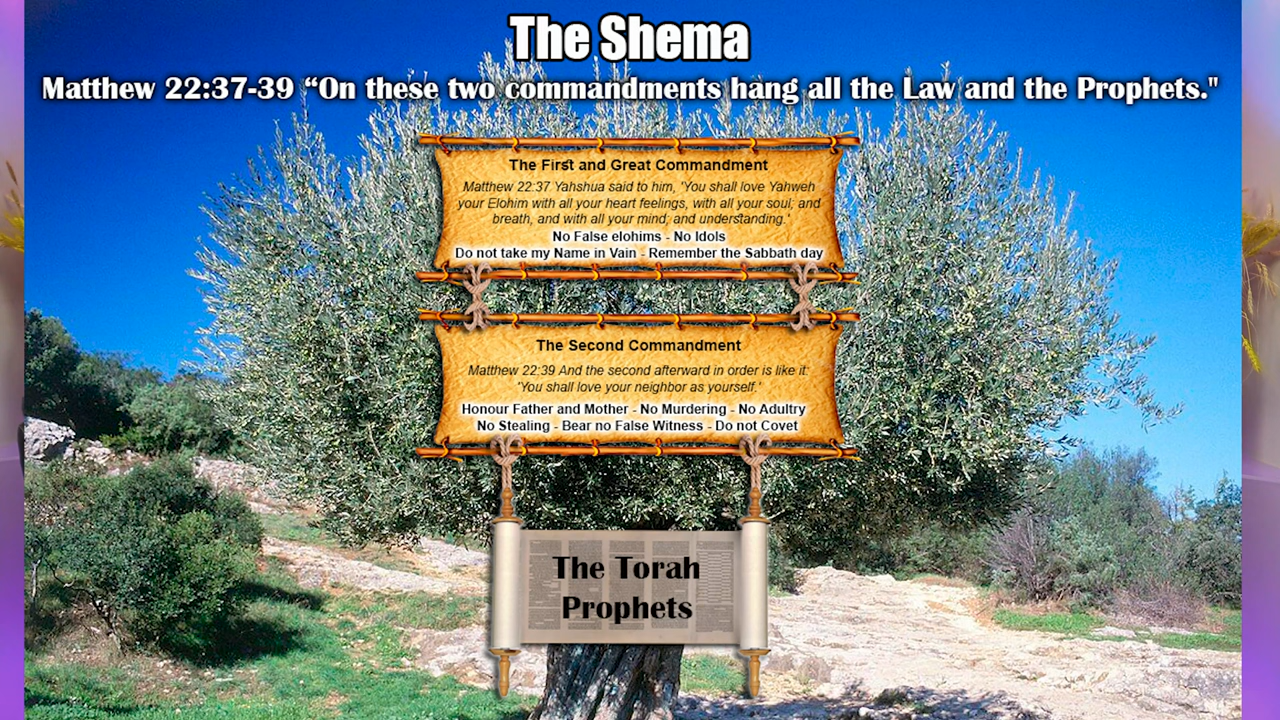 The Shema
Matthew 22:37-39 “On these two commandments hang all the Law and the Prophets."
The First and Great Commandment
Matthew 22:37 Yahshua said to him, 'You shall love Yahweh
your Elohim with all your heart feelings, with all your soul; and
breath, and with all your mind; and understanding.'
No False elohims - No Idols
Do not take my Name in Vain - Remember the Sabbath day
The Second Commandment
Matthew 22:39 And the second afterward in order is like it:
'You shall love your neighbor as yourself.'
Honour Father and Mother - No Murdering - No Adultry
No Stealing - Bear no False Witness - Do not Covet
The Torah
Prophets